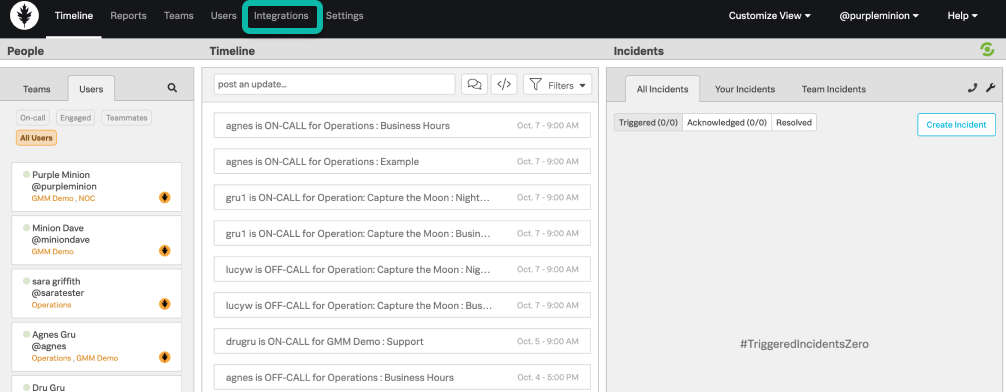 Timeline Reports Teams Users Integrations Settings Customize View @purpleminion Help
People Timeline Incidents
Teams Users
On-call Engaged Teammates
All Users
Purple Minion
@purpleminion
GMM Demo , NOC
Minion Dave
@miniondave
GMM Demo
sara griffith
@saratester
Operations
Agnes Gru
@agnes
Operations , GMM Demo
Dru Gru
post an update... </> Filters
agnes is ON-CALL for Operations : Business Hours Oct. 7 - 9:00 AM
agnes is ON-CALL for Operations : Example Oct. 7 - 9:00 AM
gru1 is ON-CALL for Operation: Capture the Moon : Night... Oct. 7 - 9:00 AM
gru1 is ON-CALL for Operation: Capture the Moon : Busin... Oct. 7 - 9:00 AM
lucyw is OFF-CALL for Operation: Capture the Moon : Nig... Oct. 7 - 9:00 AM
lucyw is OFF-CALL for Operation: Capture the Moon : Bus... Oct. 7 - 9:00 AM
drugru is ON-CALL for GMM Demo : Support Oct. 5 - 9:00 AM
agnes is OFF-CALL for Operations : Business Hours Oct. 4 - 5:00 PM
All Incidents Your Incidents Team Incidents
Triggered (0/0) Acknowledged (0/0) Resolved Create Incident
#TriggeredIncidentsZero